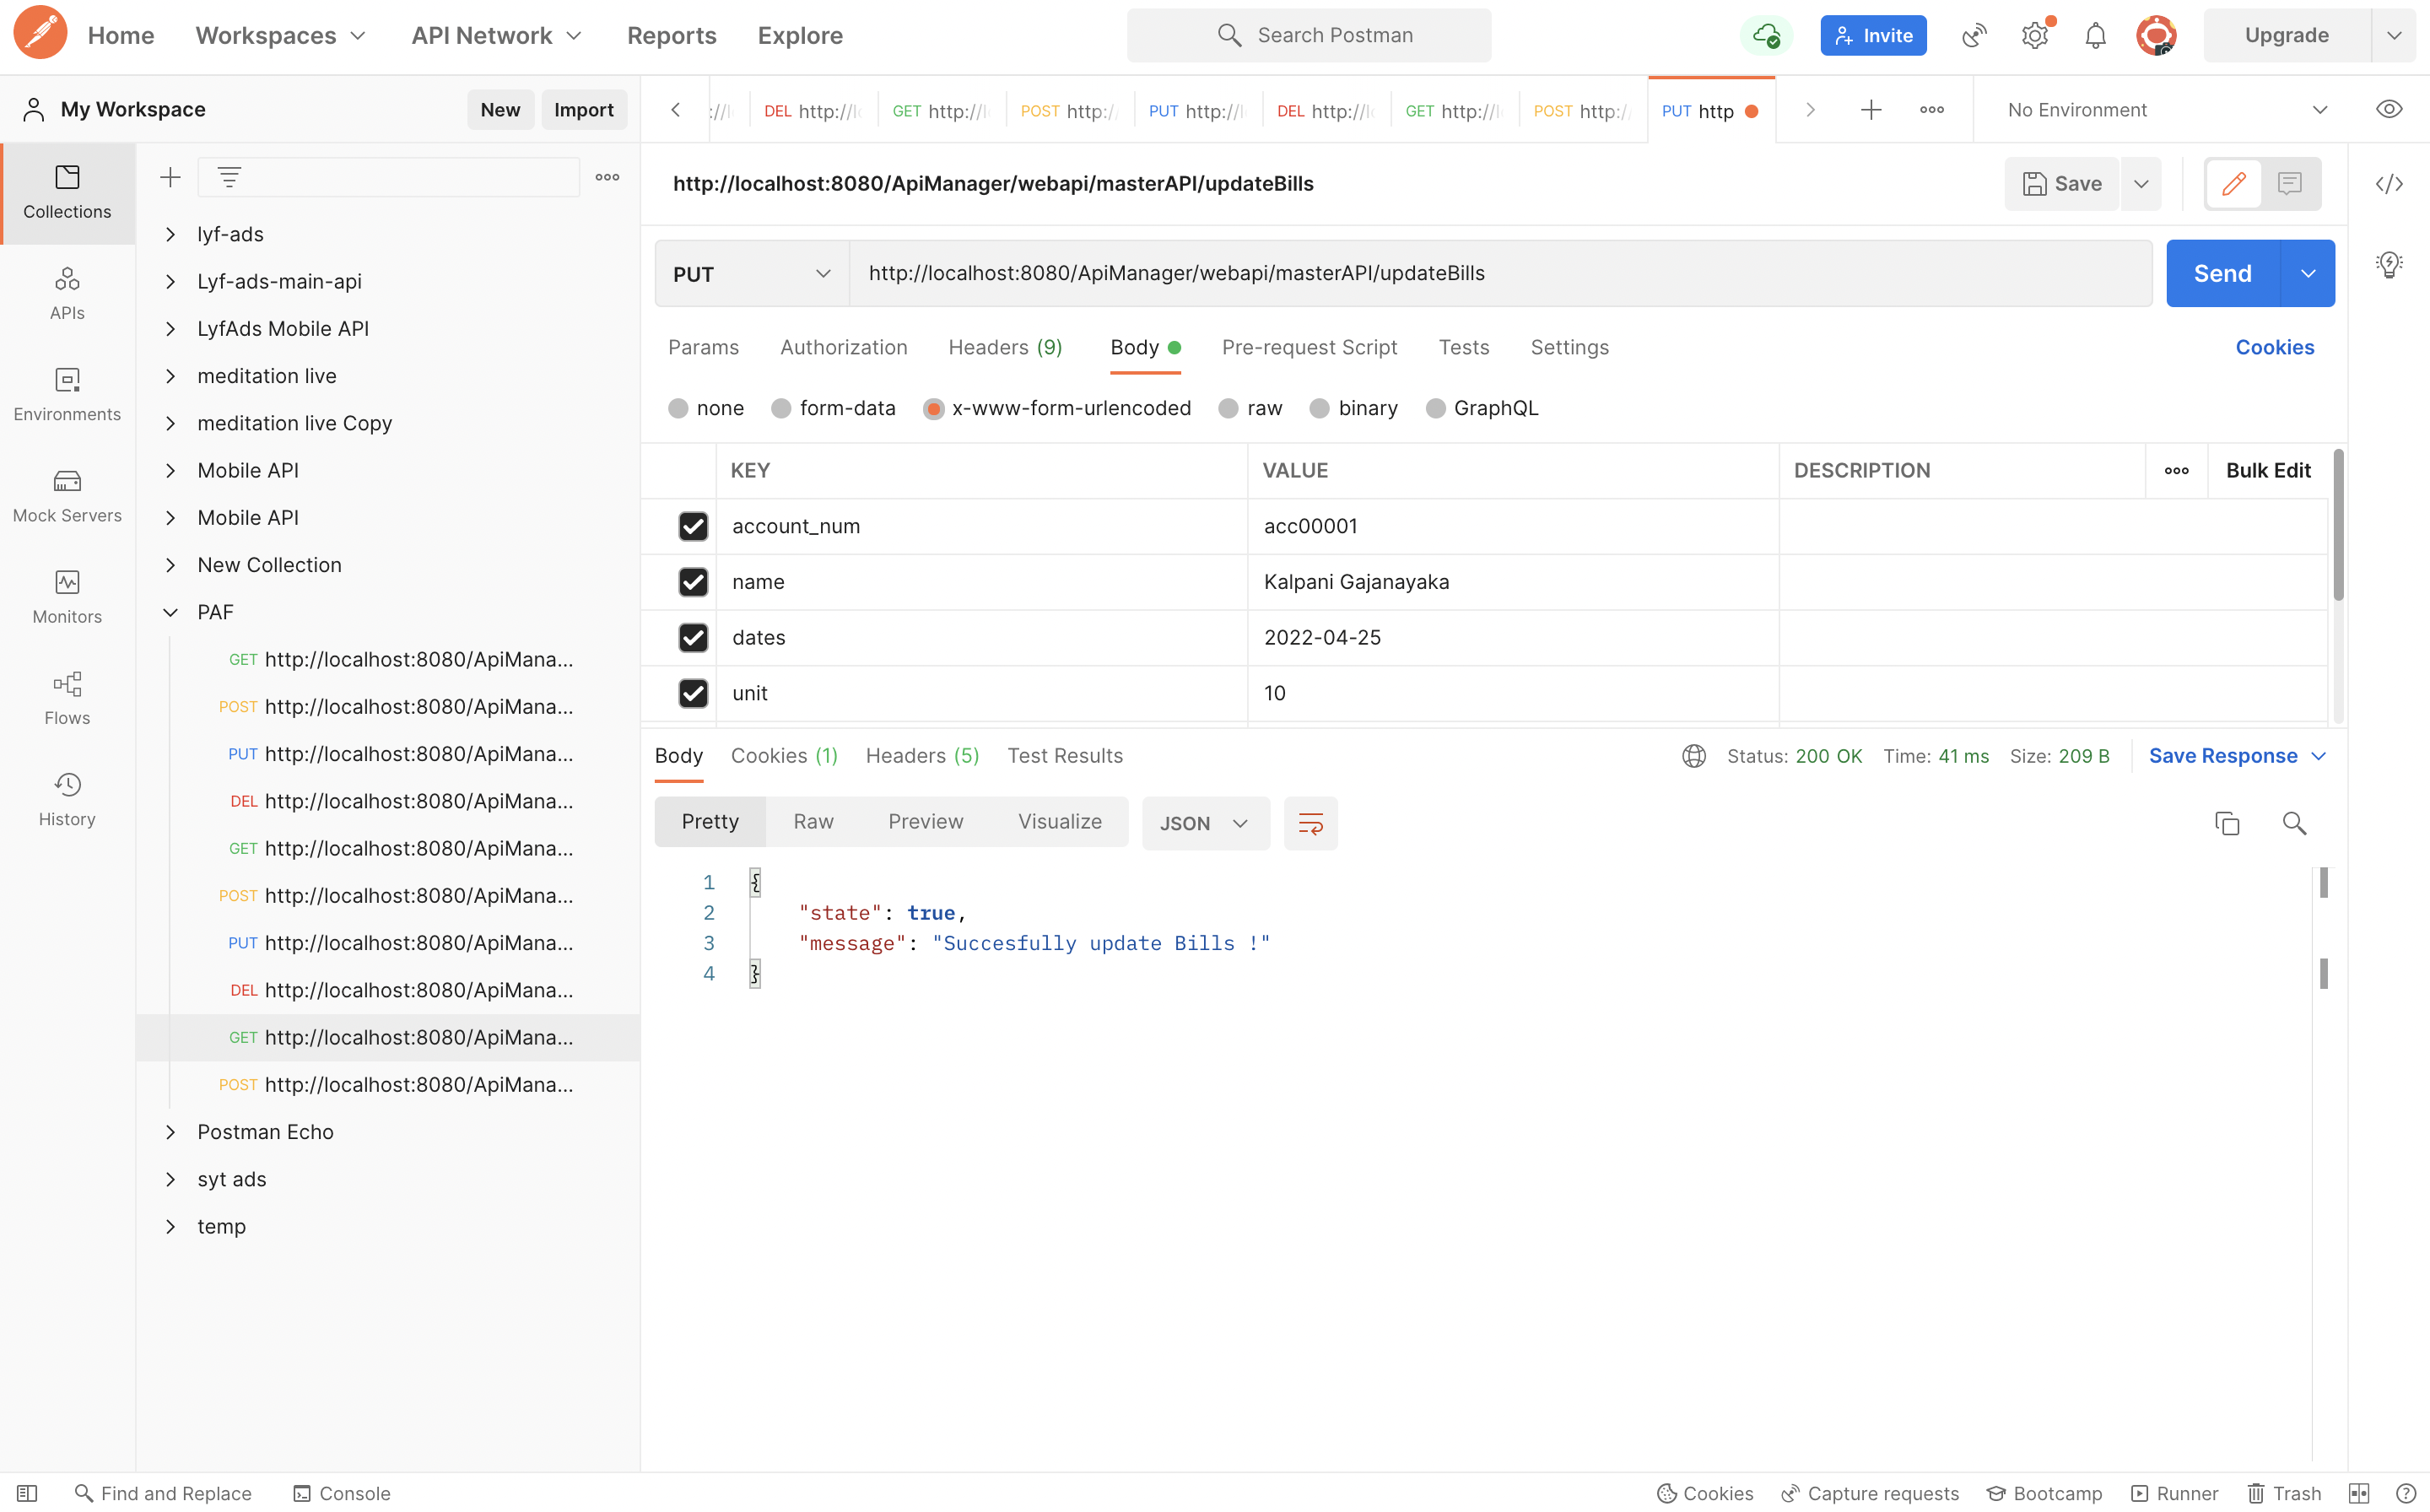 Home Workspaces API Network Reports Explore Search Postman Invite Upgrade
My Workspace New Import
DEL http://l GET http://l POST http:/ PUT http://l DEL http://l GET http://l POST http:/ PUT http No Environment
http://localhost:8080/ApiManager/webapi/masterAPI/updateBills Save
PUT http://localhost:8080/ApiManager/webapi/masterAPI/updateBills Send
Params Authorization Headers (9) Body Pre-request Script Tests Settings Cookies
none form-data x-www-form-urlencoded raw binary GraphQL
KEY VALUE DESCRIPTION ooo Bulk Edit
account_num acc00001
name Kalpani Gajanayaka
dates 2022-04-25
unit 10
Body Cookies (1) Headers (5) Test Results Status: 200 OK Time: 41 ms Size: 209 B Save Response
Pretty Raw Preview Visualize JSON
1 {
2 "state": true,
3 "message": "Succesfully update Bills !"
4 }
Collections
APIs
Environments
Mock Servers
Monitors
Flows
History
lyf-ads
Lyf-ads-main-api
LyfAds Mobile API
meditation live
meditation live Copy
Mobile API
Mobile API
New Collection
PAF
GET http://localhost:8080/ApiMana...
POST http://localhost:8080/ApiMana...
PUT http://localhost:8080/ApiMana...
DEL http://localhost:8080/ApiMana...
GET http://localhost:8080/ApiMana...
POST http://localhost:8080/ApiMana...
PUT http://localhost:8080/ApiMana...
DEL http://localhost:8080/ApiMana...
GET http://localhost:8080/ApiMana...
POST http://localhost:8080/ApiMana...
Postman Echo
syt ads
temp
Find and Replace Console Cookies Capture requests Bootcamp Runner Trash